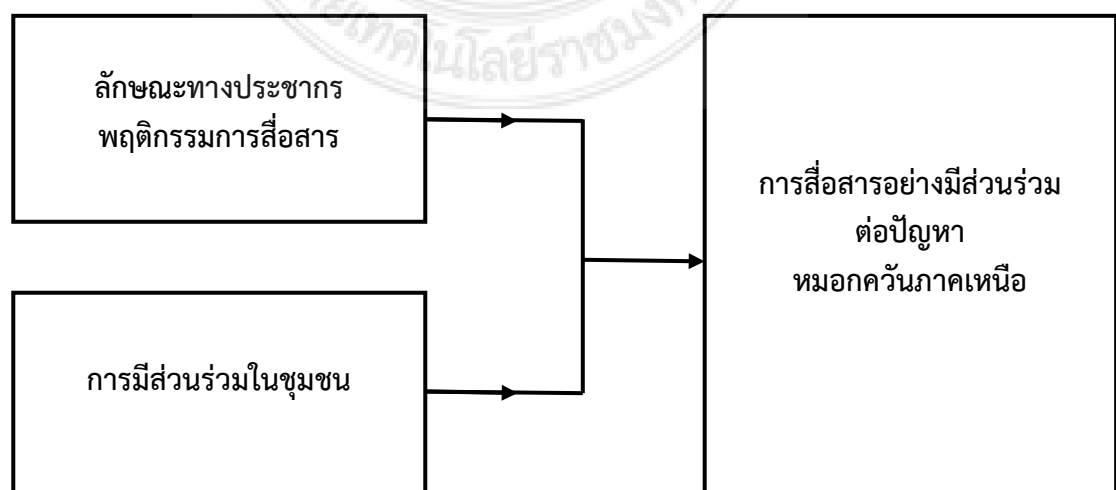 ลักษณะทางประชากร
พฤติกรรมการสื่อสาร
การสื่อสารอย่างมีส่วนร่วม
ต่อปัญหา
หมอกควันภาคเหนือ
การมีส่วนร่วมในชุมชน